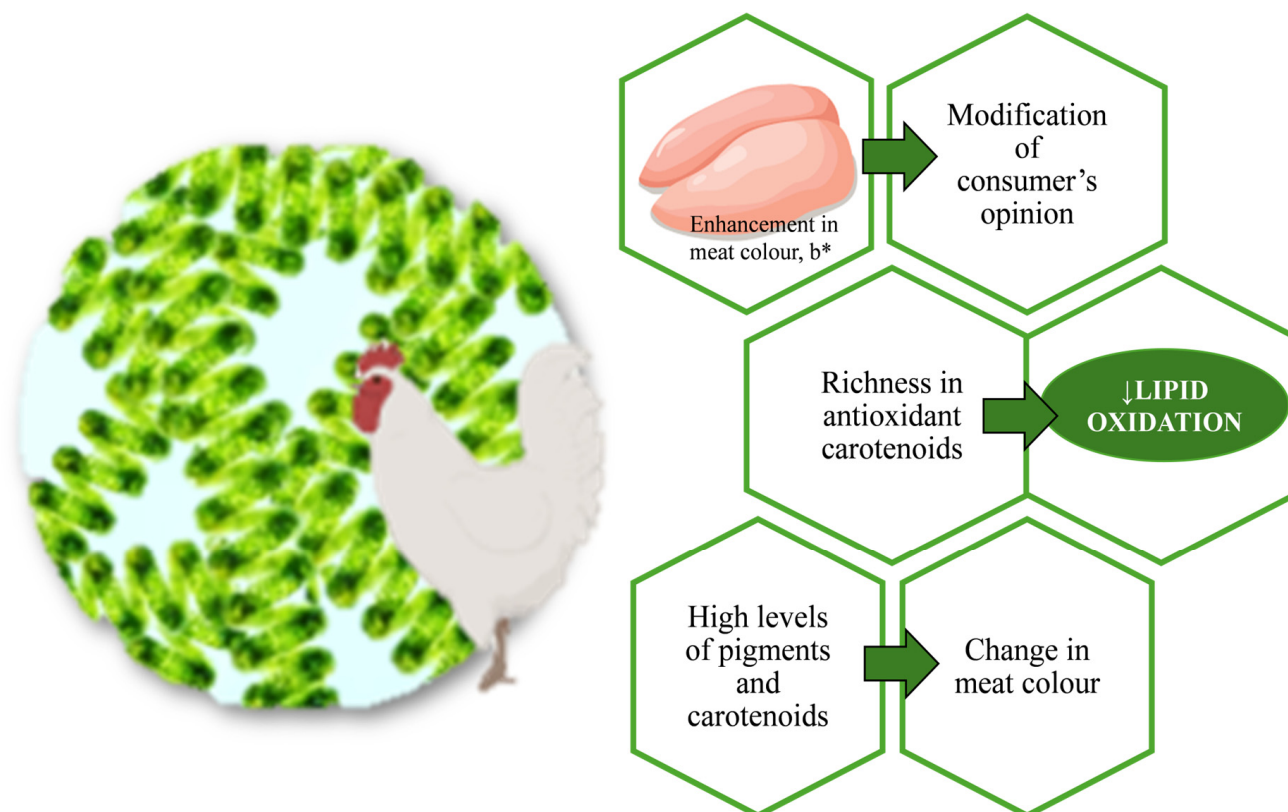 Enhancement in
meat colour, b*
Modification
of
consumer’s
opinion
Richness in
antioxidant
carotenoids
↓LIPID
OXIDATION
High levels
of pigments
and
carotenoids
Change in
meat colour